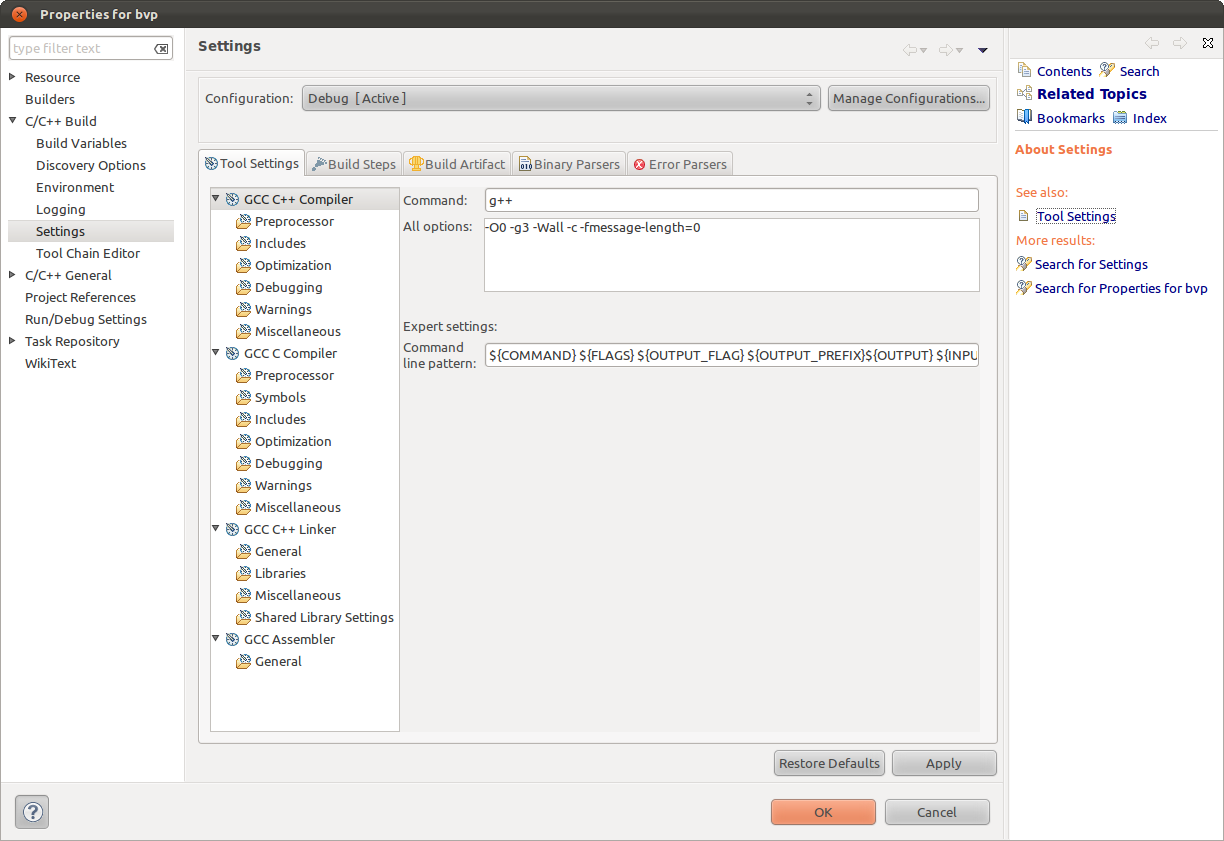 Properties for bvp
type filter text
Resource
Builders
C/C++ Build
Build Variables
Discovery Options
Environment
Logging
Settings
Tool Chain Editor
C/C++ General
Project References
Run/Debug Settings
Task Repository
WikiText
Settings
Configuration: Debug [Active] Manage Configurations...
Tool Settings Build Steps Build Artifact Binary Parsers Error Parsers
GCC C++ Compiler
Preprocessor
Includes
Optimization
Debugging
Warnings
Miscellaneous
GCC C Compiler
Preprocessor
Symbols
Includes
Optimization
Debugging
Warnings
Miscellaneous
GCC C++ Linker
General
Libraries
Miscellaneous
Shared Library Settings
GCC Assembler
General
Command: g++
All options: -O0 -g3 -Wall -c -fmessage-length=0
Expert settings:
Command
line pattern: ${COMMAND} ${FLAGS} ${OUTPUT_FLAG} ${OUTPUT_PREFIX}${OUTPUT} ${INPU
Restore Defaults Apply
? OK Cancel
Contents Search
Related Topics
Bookmarks Index
About Settings
See also:
Tool Settings
More results:
Search for Settings
Search for Properties for bvp